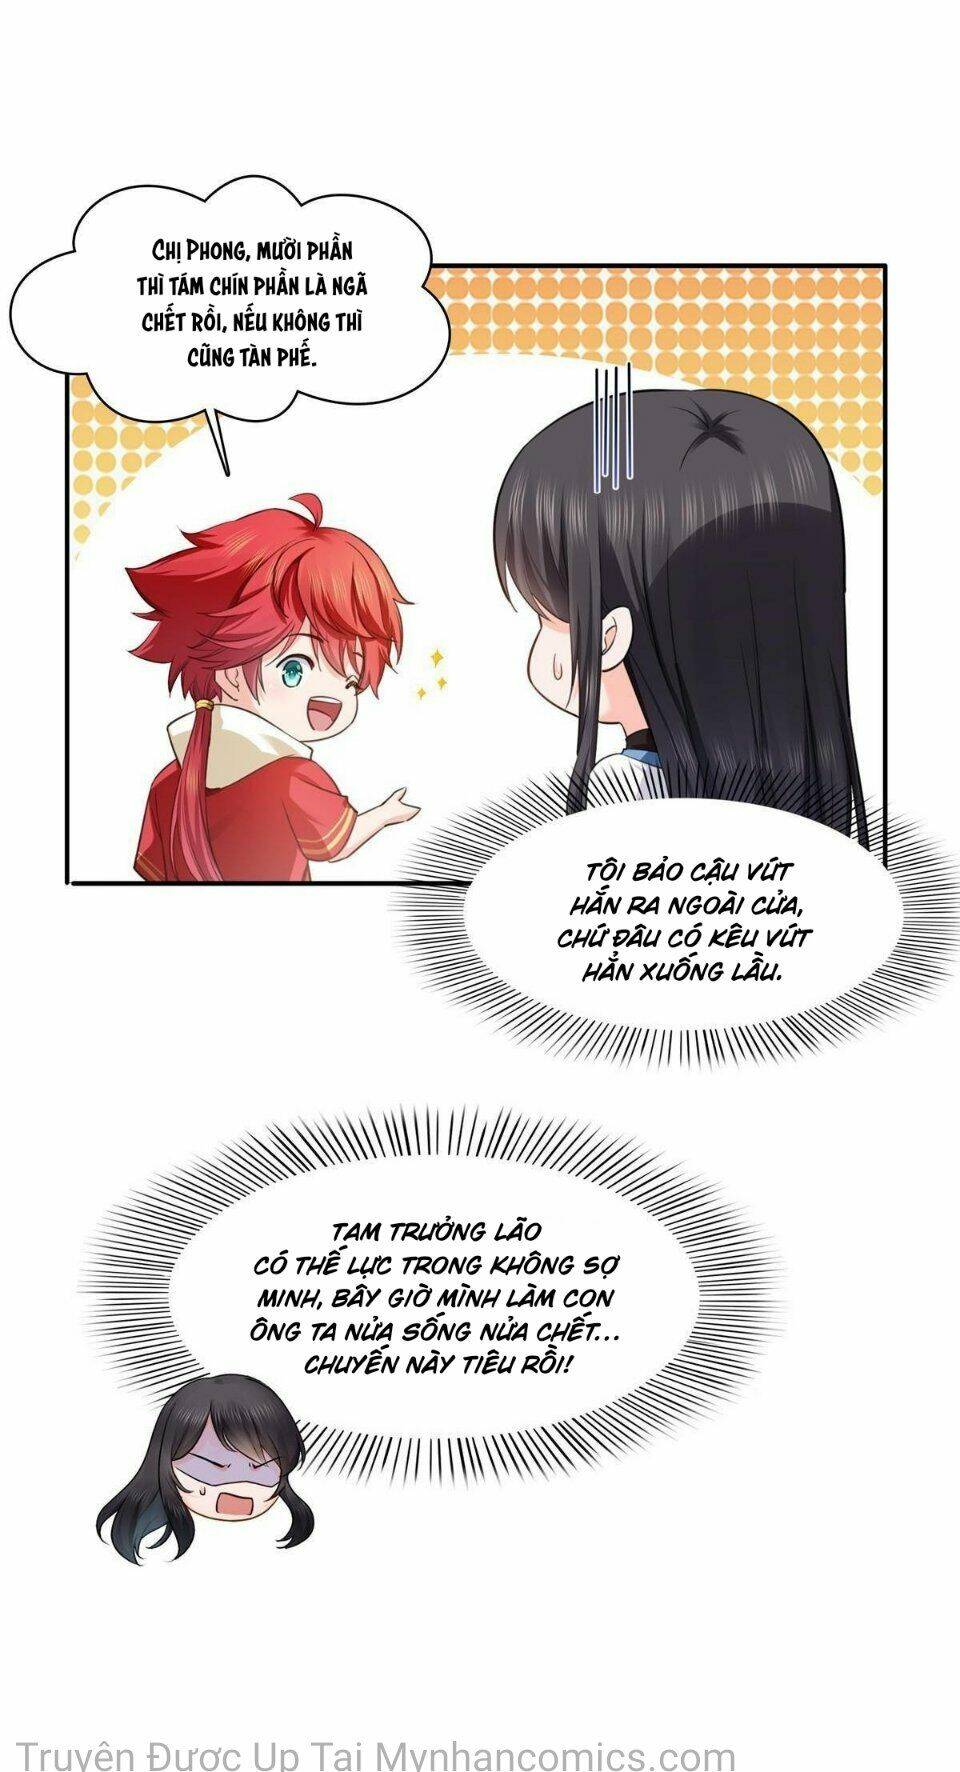 CHỊ PHONG, MƯỜI PHẦN
THÌ TÁM CHÍN PHẦN LÀ NGÃ
CHẾT RỒI, NẾU KHÔNG THÌ
CŨNG TÀN PHẾ.
TÔI BẢO CẬU VỨT
HẮN RA NGOÀI CỬA,
CHỨ ĐÂU CÓ KÊU VỨT
HẲN XUỐNG LẦU.
TAM TRƯỞNG LÃO
CÓ THẾ LỰC TRONG KHÔNG SỢ
MINH, BÂY GIỜ MÌNH LÀM CON
ÔNG TA NỬA SỐNG NỬA CHẾT...
CHUYẾN NÀY TIÊU RỒI!
Truyện Được Up Tại Mynhancomics.com